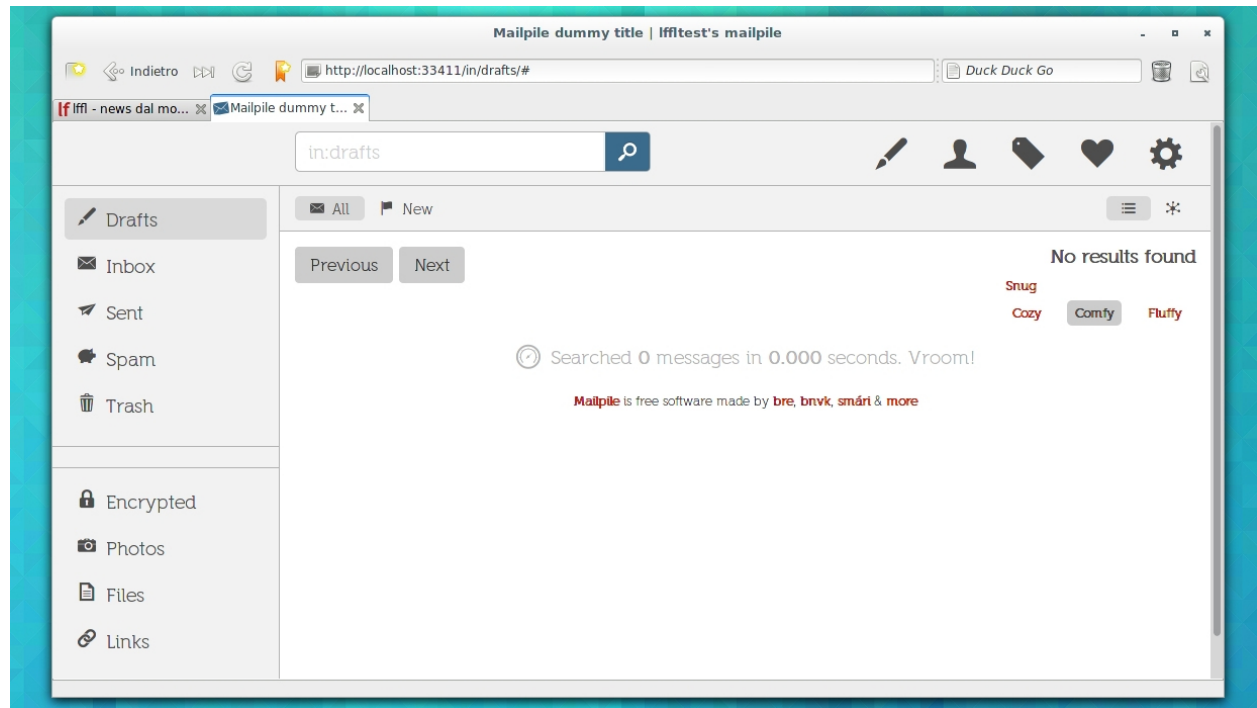 Mailpile dummy title | lffltest's mailpile
Indietro
http://localhost:33411/in/drafts/#
Duck Duck Go
lffl - news dal mo...
Mailpile dummy t...
in:drafts
Drafts
Inbox
Sent
Spam
Trash
Encrypted
Photos
Files
Links
All
New
Previous
Next
No results found
Snug
Cozy Comfy Fluffy
Searched 0 messages in 0.000 seconds. Vroom!
Mailpile is free software made by bre, bnvk, smári & more